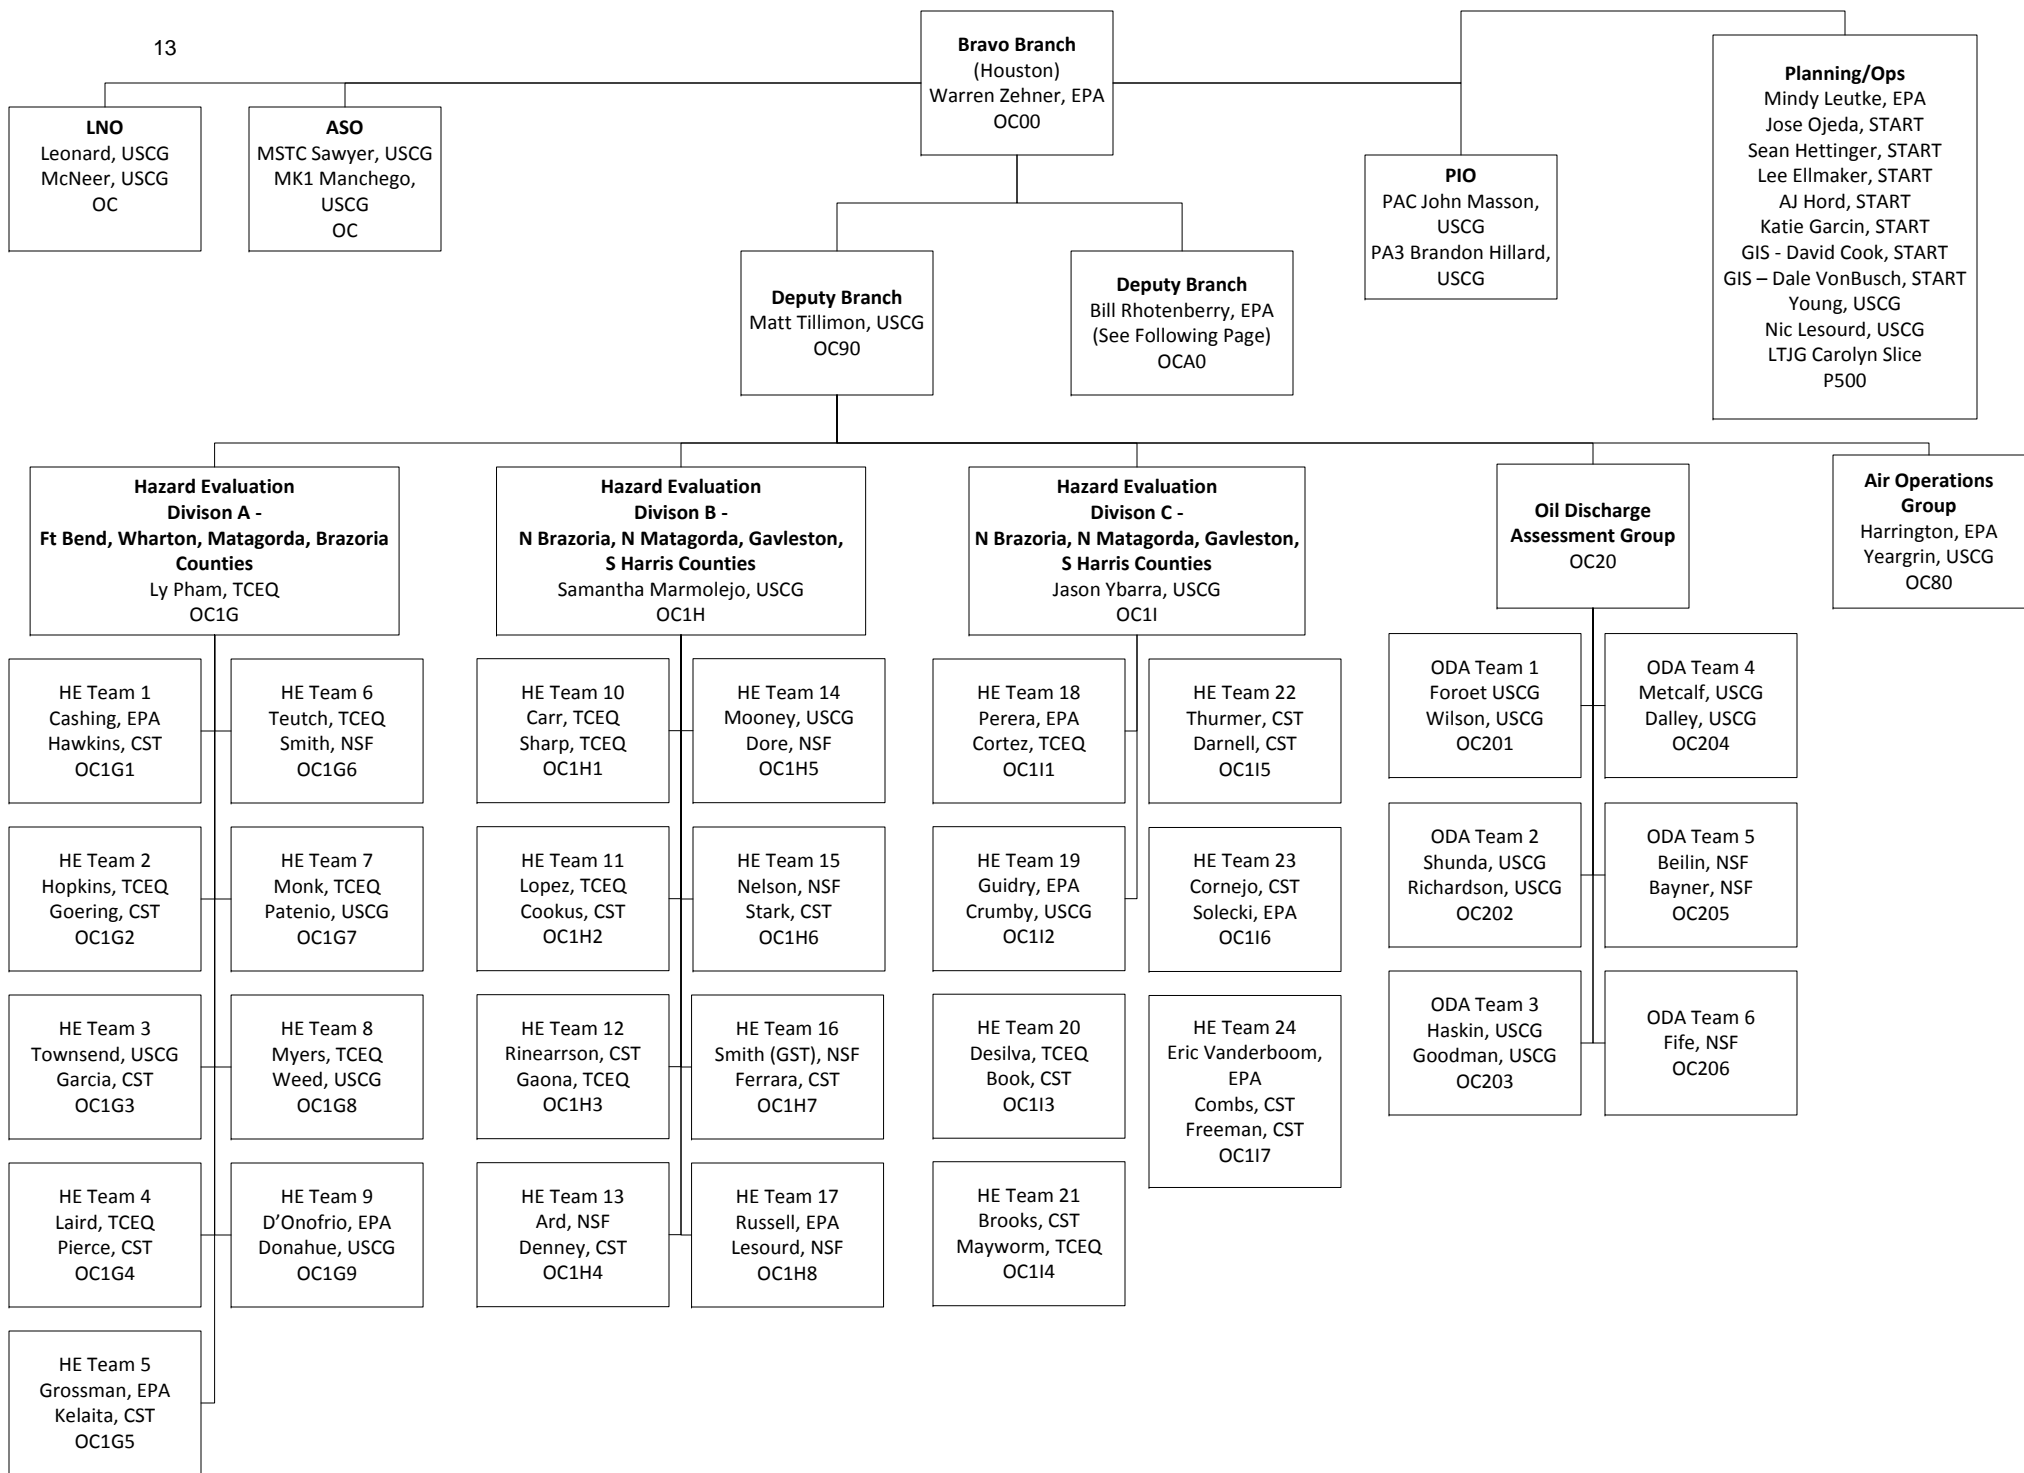 13
Bravo Branch
(Houston)
Warren Zehner, EPA
OC00
LNO
Leonard, USCG
McNeer, USCG
OC
ASO
MSTC Sawyer, USCG
MK1 Manchego,
USCG
OC
PIO
PAC John Masson,
USCG
PA3 Brandon Hillard,
USCG
Planning/Ops
Mindy Leutke, EPA
Jose Ojeda, START
Sean Hettinger, START
Lee Ellmaker, START
AJ Hord, START
Katie Garcin, START
GIS - David Cook, START
GIS – Dale VonBusch, START
Young, USCG
Nic Lesourd, USCG
LTJG Carolyn Slice
P500
Deputy Branch
Matt Tillimon, USCG
OC90
Deputy Branch
Bill Rhotenberry, EPA
(See Following Page)
OCA0
Hazard Evaluation
Divison A -
Ft Bend, Wharton, Matagorda, Brazoria
Counties
Ly Pham, TCEQ
OC1G
Hazard Evaluation
Divison B -
N Brazoria, N Matagorda, Gavleston,
S Harris Counties
Samantha Marmolejo, USCG
OC1H
Hazard Evaluation
Divison C -
N Brazoria, N Matagorda, Gavleston,
S Harris Counties
Jason Ybarra, USCG
OC1I
Oil Discharge
Assessment Group
OC20
Air Operations
Group
Harrington, EPA
Yeargrin, USCG
OC80
HE Team 1
Cashing, EPA
Hawkins, CST
OC1G1
HE Team 6
Teutch, TCEQ
Smith, NSF
OC1G6
HE Team 10
Carr, TCEQ
Sharp, TCEQ
OC1H1
HE Team 14
Mooney, USCG
Dore, NSF
OC1H5
HE Team 18
Perera, EPA
Cortez, TCEQ
OC1I1
HE Team 22
Thurmer, CST
Darnell, CST
OC1I5
ODA Team 1
Foroet USCG
Wilson, USCG
OC201
ODA Team 4
Metcalf, USCG
Dalley, USCG
OC204
HE Team 2
Hopkins, TCEQ
Goering, CST
OC1G2
HE Team 7
Monk, TCEQ
Patenio, USCG
OC1G7
HE Team 11
Lopez, TCEQ
Cookus, CST
OC1H2
HE Team 15
Nelson, NSF
Stark, CST
OC1H6
HE Team 19
Guidry, EPA
Crumby, USCG
OC1I2
HE Team 23
Cornejo, CST
Solecki, EPA
OC1I6
ODA Team 2
Shunda, USCG
Richardson, USCG
OC202
ODA Team 5
Beilin, NSF
Bayner, NSF
OC205
HE Team 3
Townsend, USCG
Garcia, CST
OC1G3
HE Team 8
Myers, TCEQ
Weed, USCG
OC1G8
HE Team 12
Rinearrson, CST
Gaona, TCEQ
OC1H3
HE Team 16
Smith (GST), NSF
Ferrara, CST
OC1H7
HE Team 20
Desilva, TCEQ
Book, CST
OC1I3
HE Team 24
Eric Vanderboom,
EPA
Combs, CST
Freeman, CST
OC1I7
ODA Team 3
Haskin, USCG
Goodman, USCG
OC203
ODA Team 6
Fife, NSF
OC206
HE Team 4
Laird, TCEQ
Pierce, CST
OC1G4
HE Team 9
D’Onofrio, EPA
Donahue, USCG
OC1G9
HE Team 13
Ard, NSF
Denney, CST
OC1H4
HE Team 17
Russell, EPA
Lesourd, NSF
OC1H8
HE Team 21
Brooks, CST
Mayworm, TCEQ
OC1I4
HE Team 5
Grossman, EPA
Kelaita, CST
OC1G5